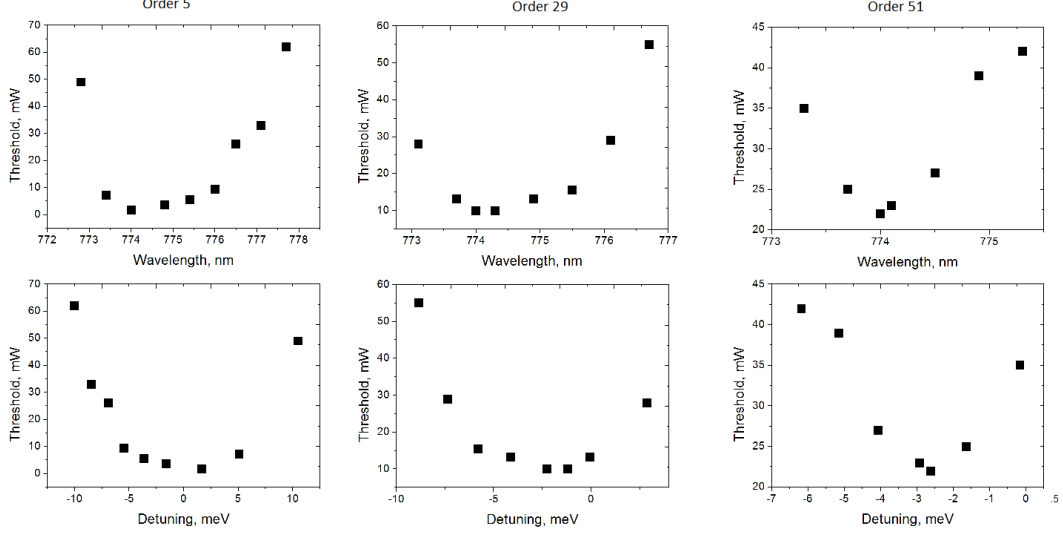 Order 5
Order 29
Order 51
70
60
50
40
30
20
10
0
Threshold, mW
772 773 774 775 776 777 778
Wavelength, nm
60
50
40
30
20
10
Threshold, mW
773 774 775 776 777
Wavelength, nm
45
40
35
30
25
20
Threshold, mW
773 774 775
Wavelength, nm
70
60
50
40
30
20
10
0
Threshold, mW
-10 -5 0 5 10
Detuning, meV
60
50
40
30
20
10
Threshold, mW
-10 -5 0
Detuning, meV
45
40
35
30
25
20
Threshold, mW
-7 -6 -5 -4 -3 -2 -1 0 .5
Detuning, meV